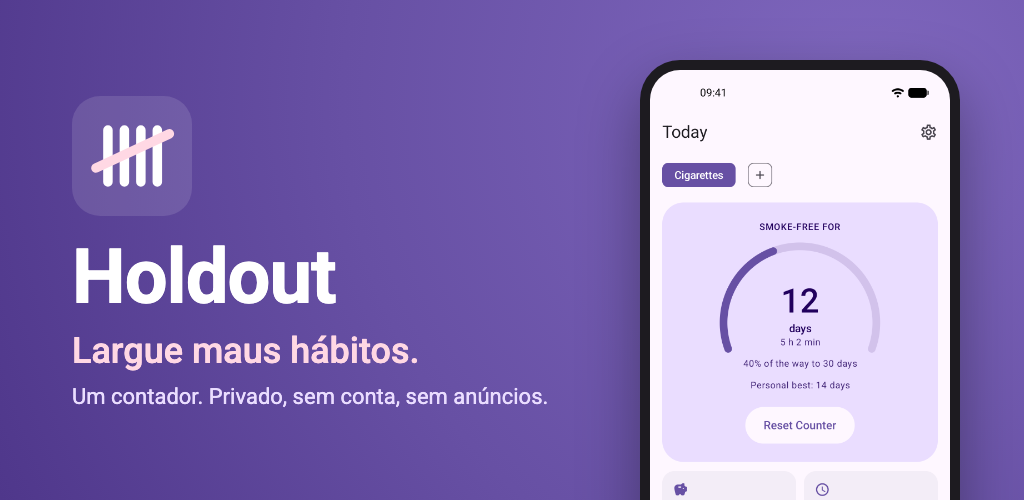 Holdout
Largue maus hábitos.
Um contador. Privado, sem conta, sem anúncios.
09:41
Today
Cigarettes
+
SMOKE-FREE FOR
12
days
5 h 2 min
40% of the way to 30 days
Personal best: 14 days
Reset Counter